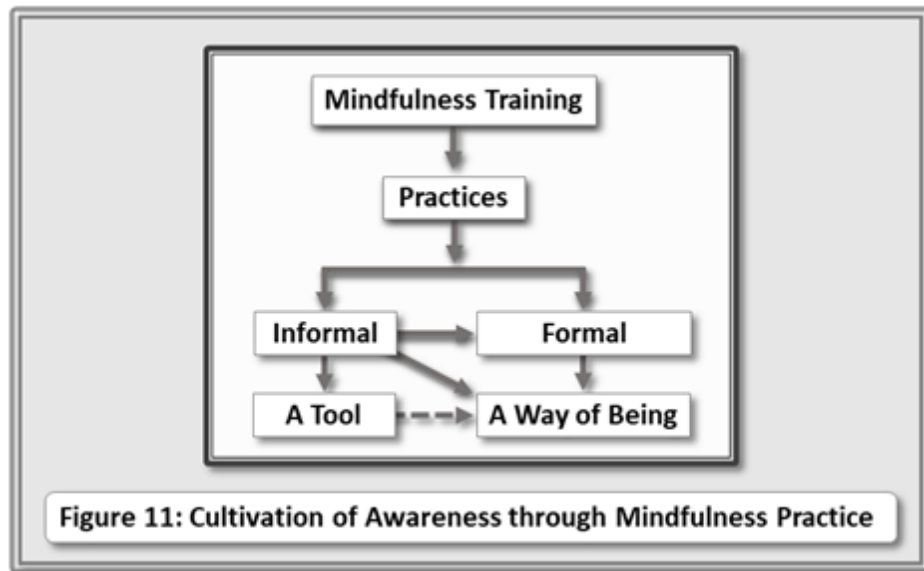 Mindfulness Training
Practices
Informal
Formal
A Tool
A Way of Being
Figure 11: Cultivation of Awareness through Mindfulness Practice